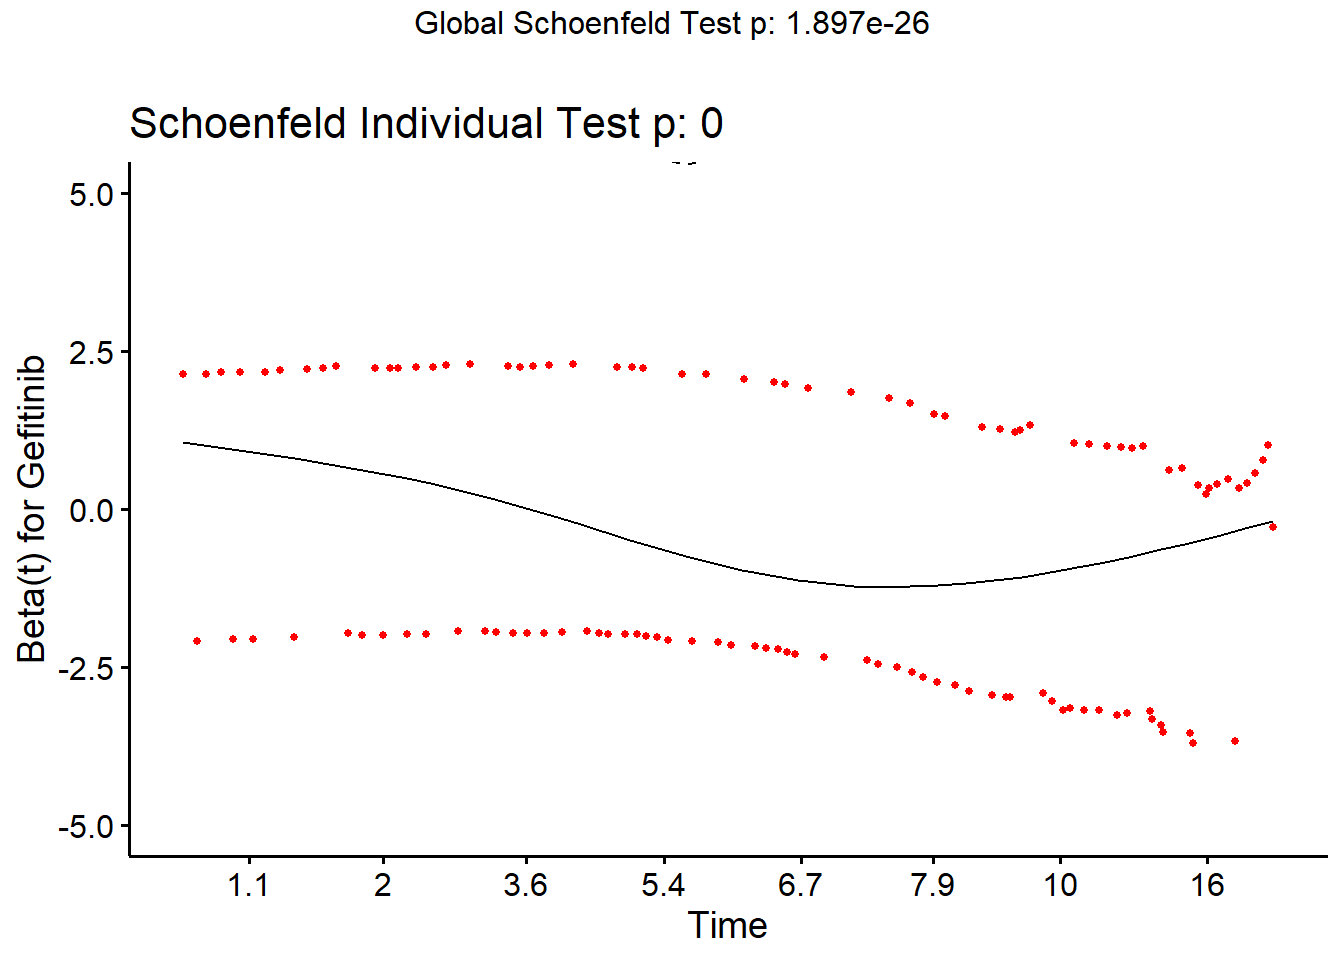 Global Schoenfeld Test p: 1.897e-26
Schoenfeld Individual Test p: 0
Beta(t) for Gefitinib
5.0
2.5
0.0
-2.5
-5.0
1.1 2 3.6 5.4 6.7 7.9 10 16
Time